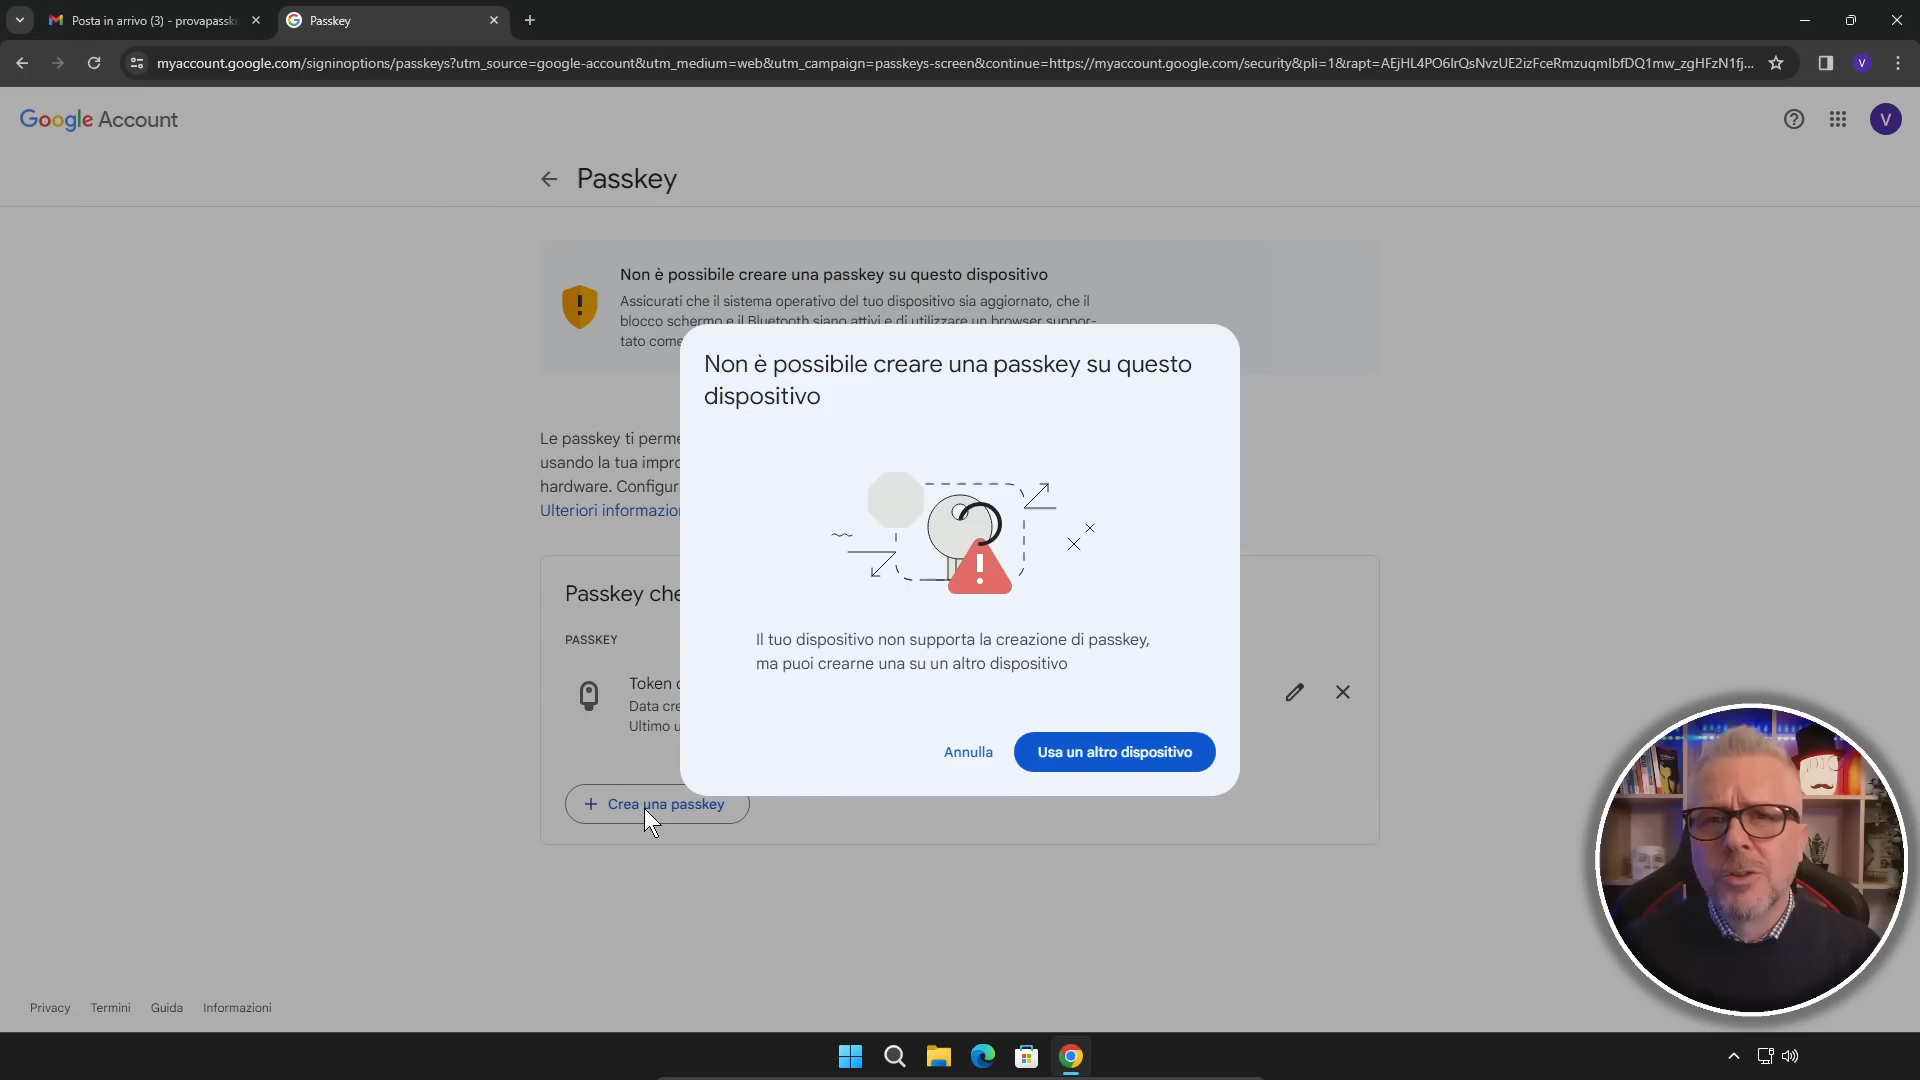 Posta in arrivo (3) - provapassk
Passkey
myaccount.google.com/signinoptions/passkeys?utm_source=google-account&utm_medium=web&utm_campaign=passkeys-screen&continue=https://myaccount.google.com/security&pli=1&rapt=
V
Google Account
V
Passkey
Non è possibile creare una passkey su questo dispositivo
Assicurati che il sistema operativo del tuo dispositivo sia aggiornato, che il
blocco schermo e il Bluetooth siano attivi e di utilizzare un browser suppor-
tato come
Non è possibile creare una passkey su questo
dispositivo
Le passkey ti perme
usando la tua impro
hardware. Configur
Ulteriori informazion
Passkey che
PASSKEY
Token
Data cre
Ultimo u
Il tuo dispositivo non supporta la creazione di passkey,
ma puoi crearne una su un altro dispositivo
Annulla
Usa un altro dispositivo
+ Crea una passkey
Privacy
Termini
Guida
Informazioni